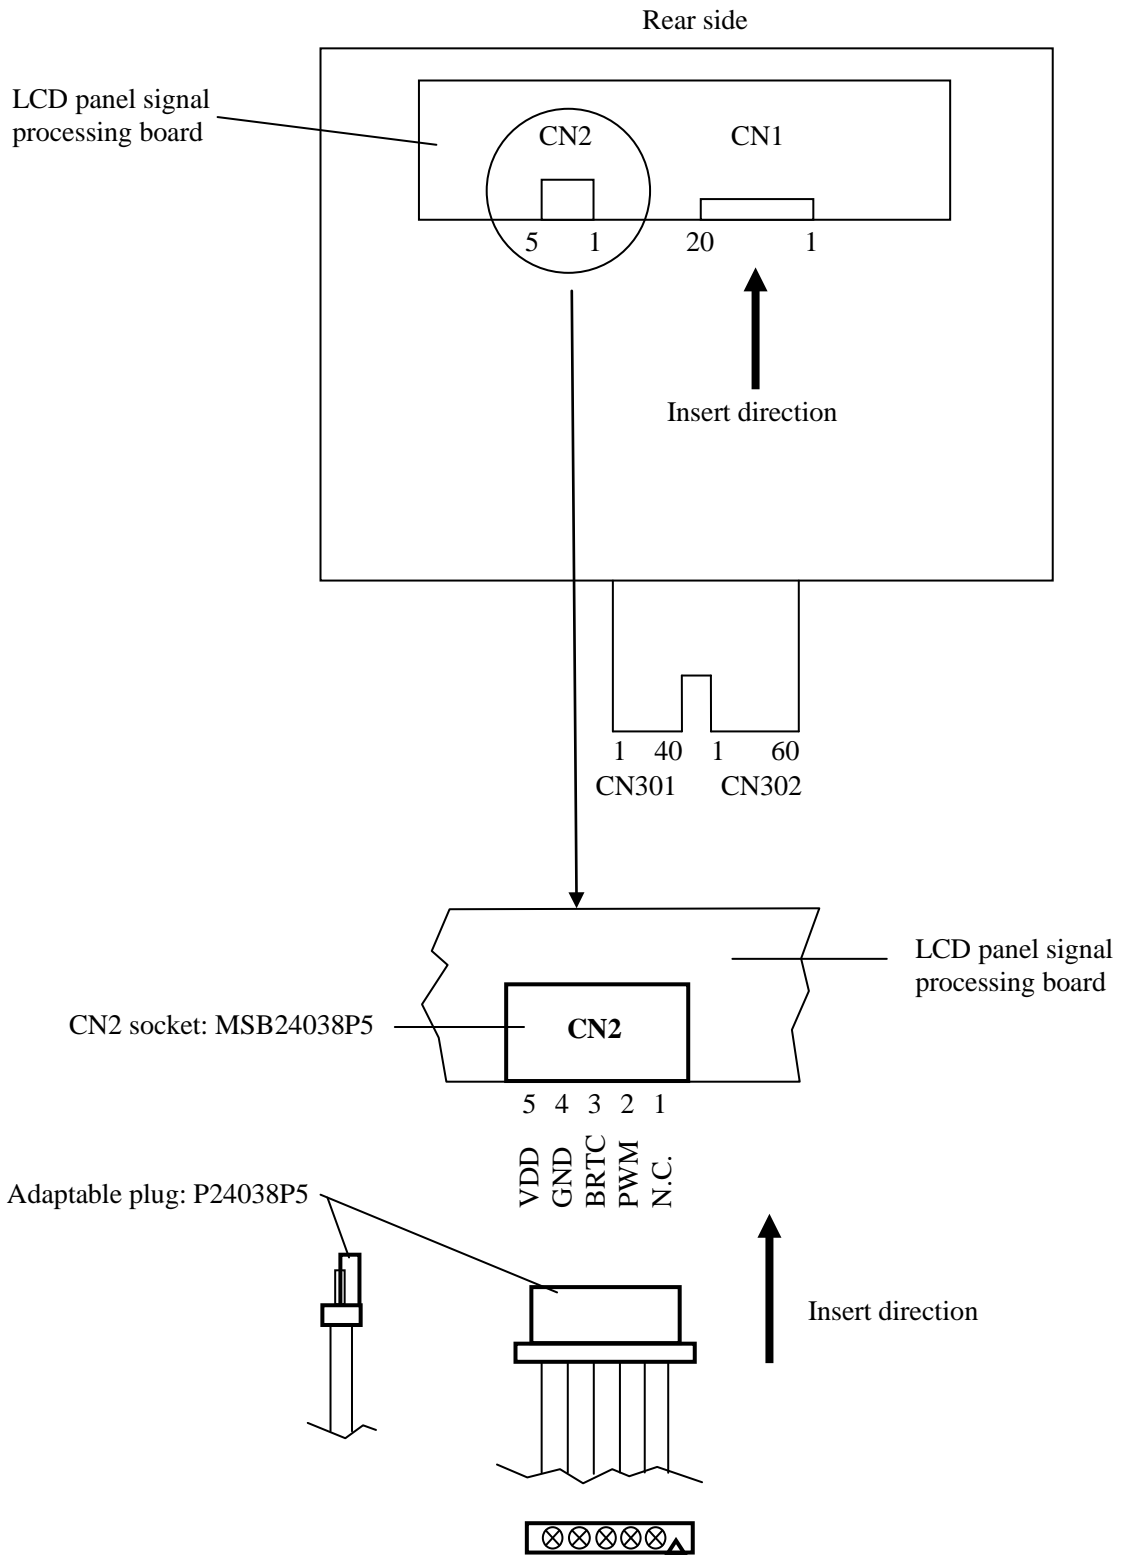 Rear side
LCD panel signal
processing board
CN2
CN1
5 1
20 1
Insert direction
1 40 1 60
CN301 CN302
LCD panel signal
processing board
CN2 socket: MSB24038P5
CN2
5 4 3 2 1
VDD
GND
BRTC
PWM
N.C.
Adaptable plug: P24038P5
Insert direction